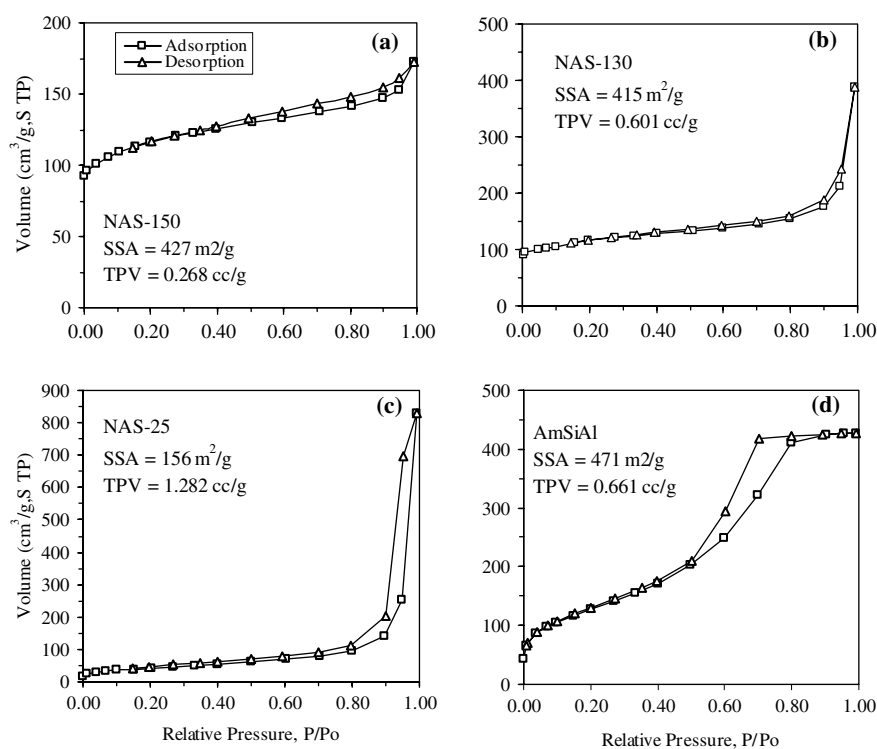 200
150
100
50
0
Volume (cm³/g,S TP)
Adsorption
Desorption
(a)
NAS-150
SSA = 427 m2/g
TPV = 0.268 cc/g
0.00 0.20 0.40 0.60 0.80 1.00
500
400
300
200
100
0
(b)
NAS-130
SSA = 415 m²/g
TPV = 0.601 cc/g
0.00 0.20 0.40 0.60 0.80 1.00
900
800
700
600
500
400
300
200
100
0
Volume (cm³/g,S TP)
(c)
NAS-25
SSA = 156 m²/g
TPV = 1.282 cc/g
0.00 0.20 0.40 0.60 0.80 1.00
Relative Pressure, P/Po
500
400
300
200
100
0
(d)
AmSiAl
SSA = 471 m2/g
TPV = 0.661 cc/g
0.00 0.20 0.40 0.60 0.80 1.00
Relative Pressure, P/Po